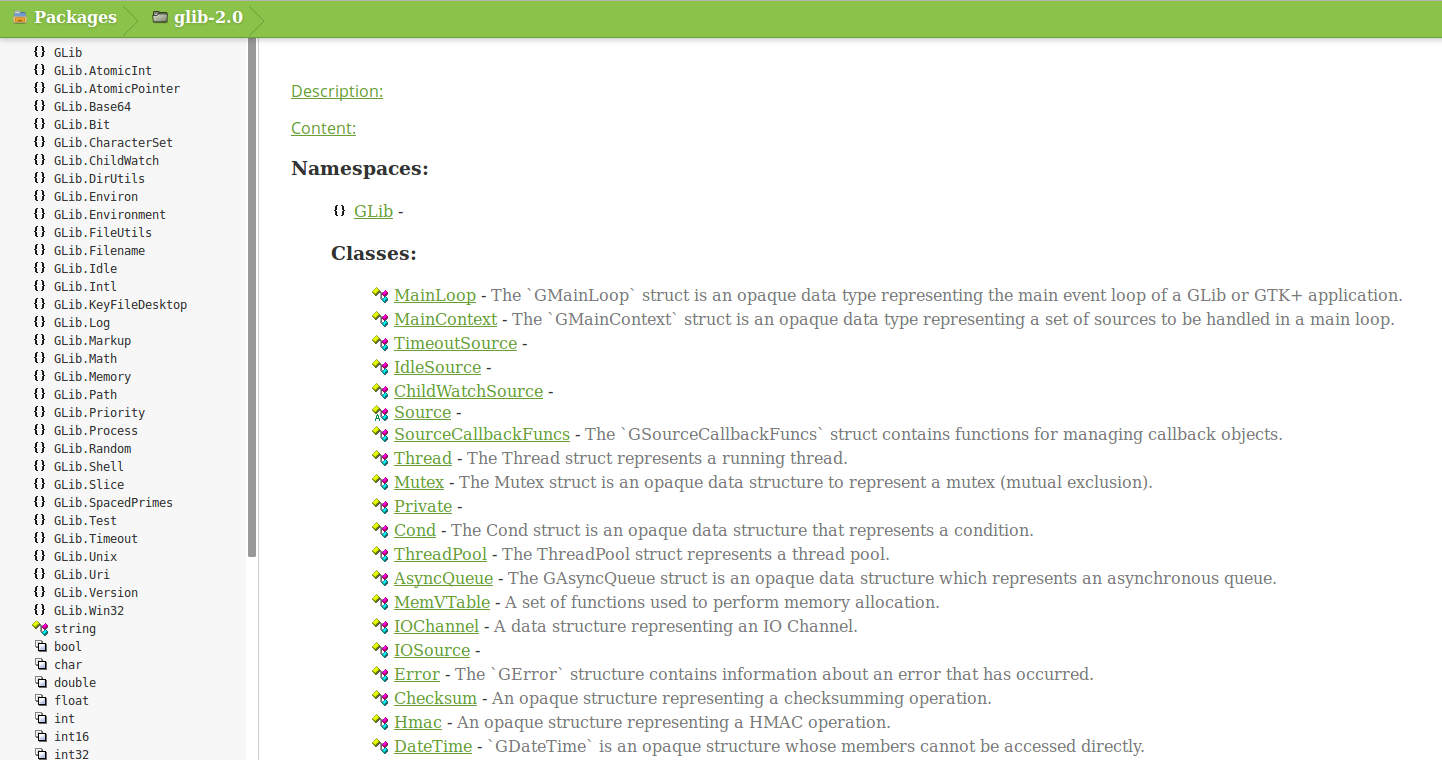 Packages glib-2.0
{} GLib
{} GLib.AtomicInt
{} GLib.AtomicPointer
{} GLib.Base64
{} GLib.Bit
{} GLib.CharacterSet
{} GLib.ChildWatch
{} GLib.DirUtils
{} GLib.Environ
{} GLib.Environment
{} GLib.FileUtils
{} GLib.Filename
{} GLib.Idle
{} GLib.Intl
{} GLib.KeyFileDesktop
{} GLib.Log
{} GLib.Markup
{} GLib.Math
{} GLib.Memory
{} GLib.Path
{} GLib.Priority
{} GLib.Process
{} GLib.Random
{} GLib.Shell
{} GLib.Slice
{} GLib.SpacedPrimes
{} GLib.Test
{} GLib.Timeout
{} GLib.Unix
{} GLib.Uri
{} GLib.Version
{} GLib.Win32
string
bool
char
double
float
int
int16
int32
Description:
Content:
Namespaces:
{} GLib -
Classes:
MainLoop - The `GMainLoop` struct is an opaque data type representing the main event loop of a GLib or GTK+ application.
MainContext - The `GMainContext` struct is an opaque data type representing a set of sources to be handled in a main loop.
TimeoutSource -
IdleSource -
ChildWatchSource -
Source -
SourceCallbackFuncs - The `GSourceCallbackFuncs` struct contains functions for managing callback objects.
Thread - The Thread struct represents a running thread.
Mutex - The Mutex struct is an opaque data structure to represent a mutex (mutual exclusion).
Private -
Cond - The Cond struct is an opaque data structure that represents a condition.
ThreadPool - The ThreadPool struct represents a thread pool.
AsyncQueue - The GAsyncQueue struct is an opaque data structure which represents an asynchronous queue.
MemVTable - A set of functions used to perform memory allocation.
IOChannel - A data structure representing an IO Channel.
IOSource -
Error - The `GError` structure contains information about an error that has occurred.
Checksum - An opaque structure representing a checksumming operation.
Hmac - An opaque structure representing a HMAC operation.
DateTime - `GDateTime` is an opaque structure whose members cannot be accessed directly.